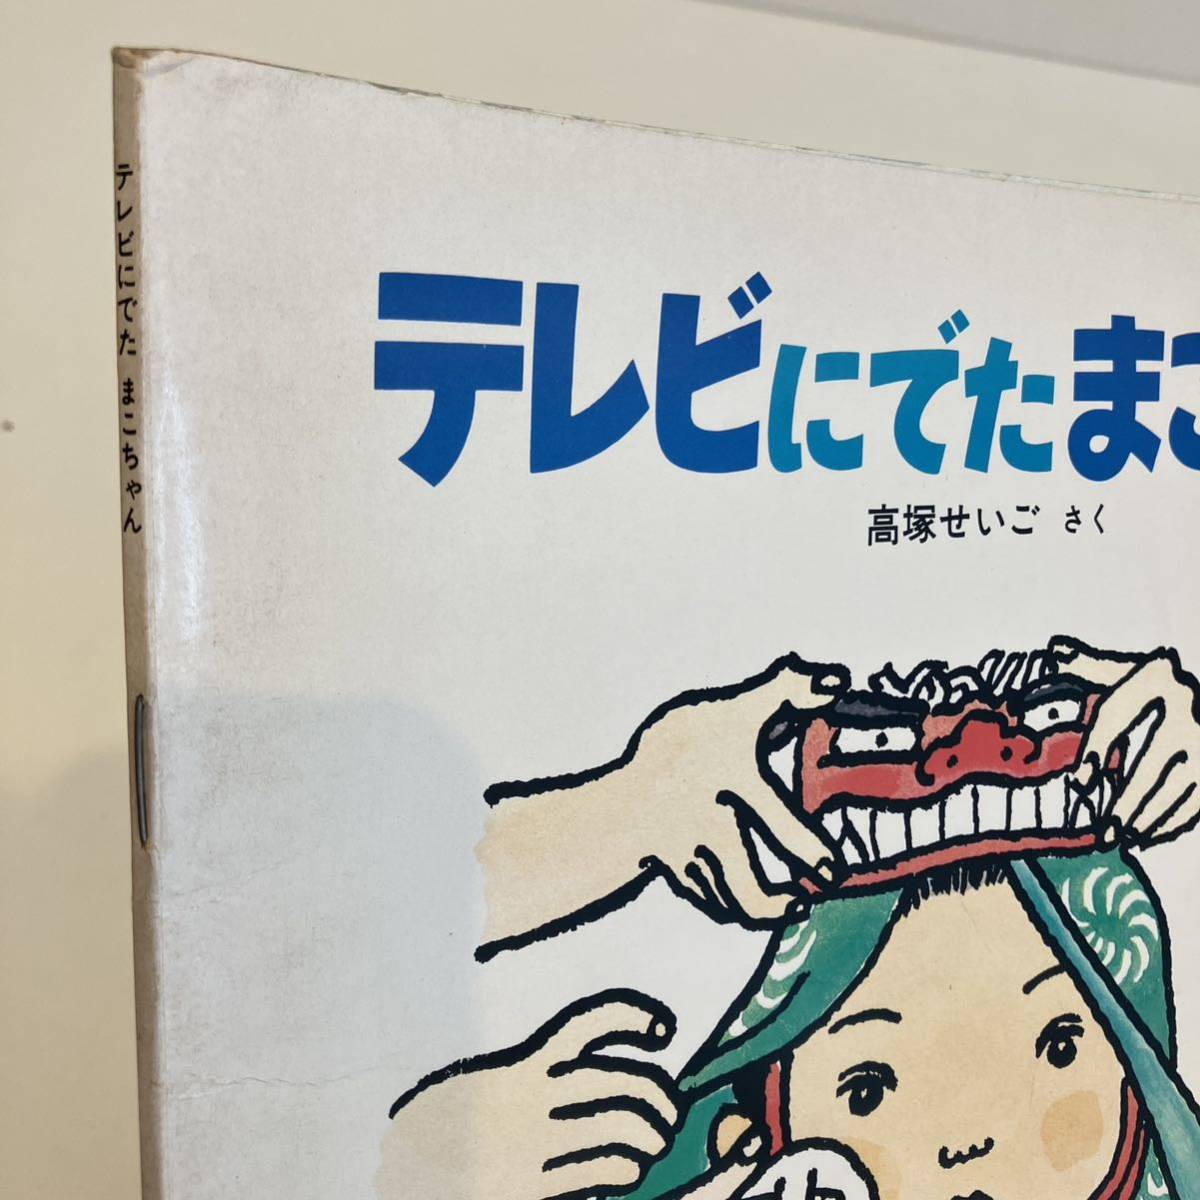 テレビにでた まこちゃん
テレビにでたまこ
高塚せいご さく